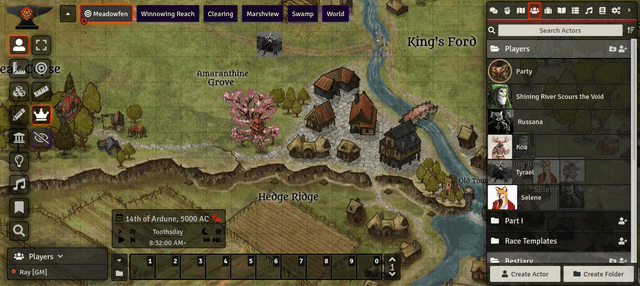 Meadowfen
Winnowing Reach
Clearing
Marshview
Swamp
World
King's Ford
Amaranthine
Grove
Hedge Ridge
14th of Ardune, 5000 AC
Toothsday
8:32:00 AM
Players
Ray [GM]
1 2 3 4 5 6 7 8 9 0
1
Search Actors
Players
Party
Shining River Scours the Void
Russana
Koa
Tyrael
Selene
Part I
Race Templates
Bestiary
Create Actor
Create Folder